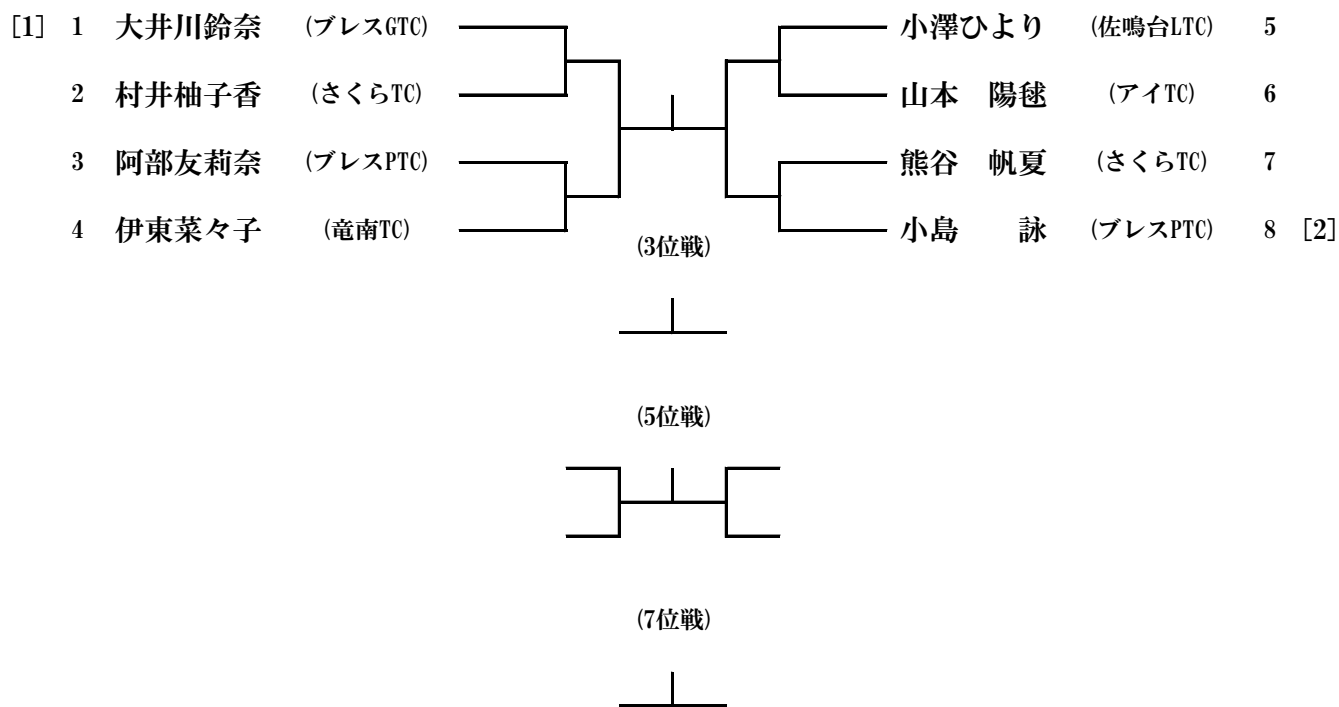 [1] 1 大井川鈴奈 (ブレスGTC)
2 村井柚子香 (さくらTC)
3 阿部友莉奈 (ブレスPTC)
4 伊東菜々子 (竜南TC)
小澤ひより (佐鳴台LTC) 5
山本 陽毬 (アイTC) 6
熊谷 帆夏 (さくらTC) 7
小島 詠 (ブレスPTC) 8 [2]
(3位戦)
(5位戦)
(7位戦)